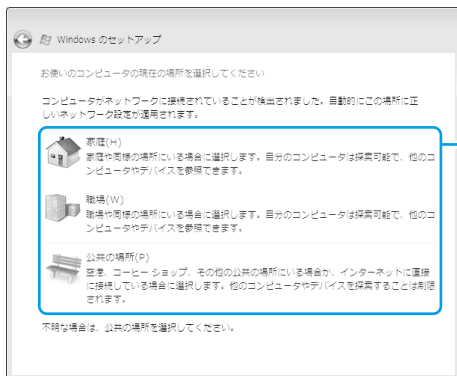 Windows のセットアップ
お使いのコンピュータの現在の場所を選択してください
コンピュータがネットワークに接続されていることが検出されました。自動的にこの場所に正
しいネットワーク設定が適用されます。
家庭(H)
家庭や同様の場所にいる場合に選択します。自分のコンピュータは探索可能で、他のコ
ンピュータやデバイスを参照できます。
職場(W)
職場や同様の場所にいる場合に選択します。自分のコンピュータは探索可能で、他のコ
ンピュータやデバイスを参照できます。
公共の場所(P)
空港、コーヒー ショップ、その他の公共の場所にいる場合か、インターネットに直接
に接続している場合に選択します。他のコンピュータやデバイスを探索することは制限
されます。
不明な場合は、公共の場所を選択してください。